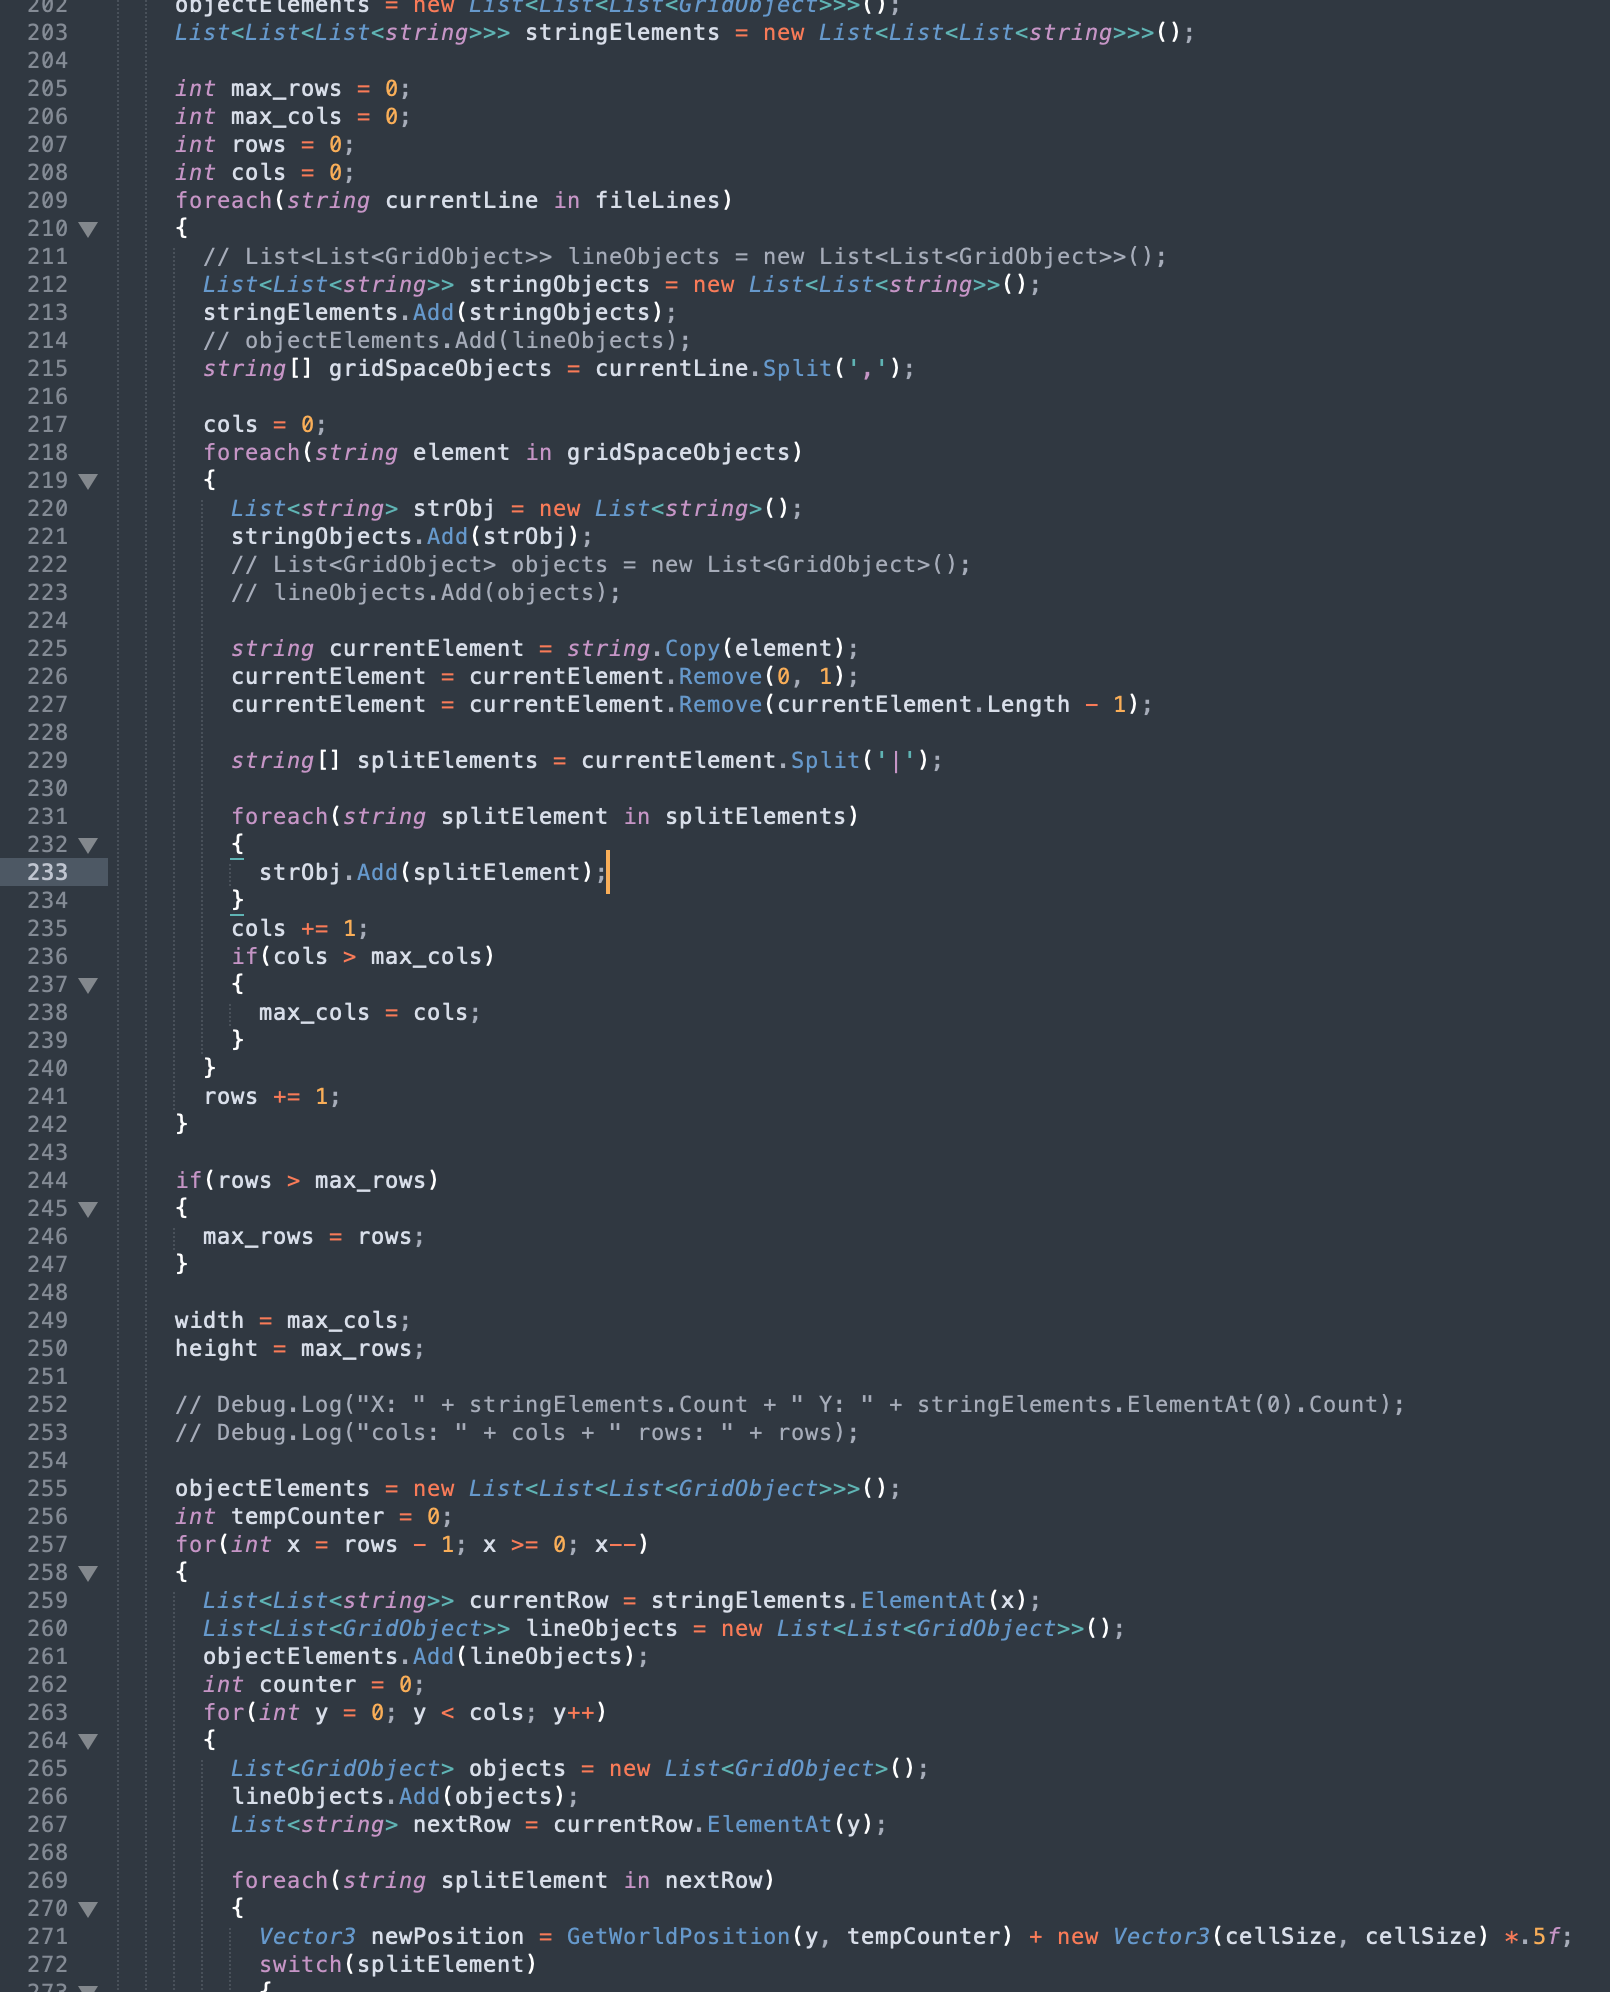 202 objectElements = new List<List<List<GridObject>>>();
203 List<List<List<string>>> stringElements = new List<List<List<string>>>();
204
205 int max_rows = 0;
206 int max_cols = 0;
207 int rows = 0;
208 int cols = 0;
209 foreach(string currentLine in fileLines)
210 {
211 // List<List<GridObject>> lineObjects = new List<List<GridObject>>();
212 List<List<string>> stringObjects = new List<List<string>>();
213 stringElements.Add(stringObjects);
214 // objectElements.Add(lineObjects);
215 string[] gridSpaceObjects = currentLine.Split(',');
216
217 cols = 0;
218 foreach(string element in gridSpaceObjects)
219 {
220 List<string> strObj = new List<string>();
221 stringObjects.Add(strObj);
222 // List<GridObject> objects = new List<GridObject>();
223 // lineObjects.Add(objects);
224
225 string currentElement = string.Copy(element);
226 currentElement = currentElement.Remove(0, 1);
227 currentElement = currentElement.Remove(currentElement.Length - 1);
228
229 string[] splitElements = currentElement.Split('|');
230
231 foreach(string splitElement in splitElements)
232 {
233 strObj.Add(splitElement);
234 }
235 cols += 1;
236 if(cols > max_cols)
237 {
238 max_cols = cols;
239 }
240 }
241 rows += 1;
242 }
243
244 if(rows > max_rows)
245 {
246 max_rows = rows;
247 }
248
249 width = max_cols;
250 height = max_rows;
251
252 // Debug.Log("X: " + stringElements.Count + " Y: " + stringElements.ElementAt(0).Count);
253 // Debug.Log("cols: " + cols + " rows: " + rows);
254
255 objectElements = new List<List<List<GridObject>>>();
256 int tempCounter = 0;
257 for(int x = rows - 1; x >= 0; x--)
258 {
259 List<List<string>> currentRow = stringElements.ElementAt(x);
260 List<List<GridObject>> lineObjects = new List<List<GridObject>>();
261 objectElements.Add(lineObjects);
262 int counter = 0;
263 for(int y = 0; y < cols; y++)
264 {
265 List<GridObject> objects = new List<GridObject>();
266 lineObjects.Add(objects);
267 List<string> nextRow = currentRow.ElementAt(y);
268
269 foreach(string splitElement in nextRow)
270 {
271 Vector3 newPosition = GetWorldPosition(y, tempCounter) + new Vector3(cellSize, cellSize) *.5f;
272 switch(splitElement)
273 {